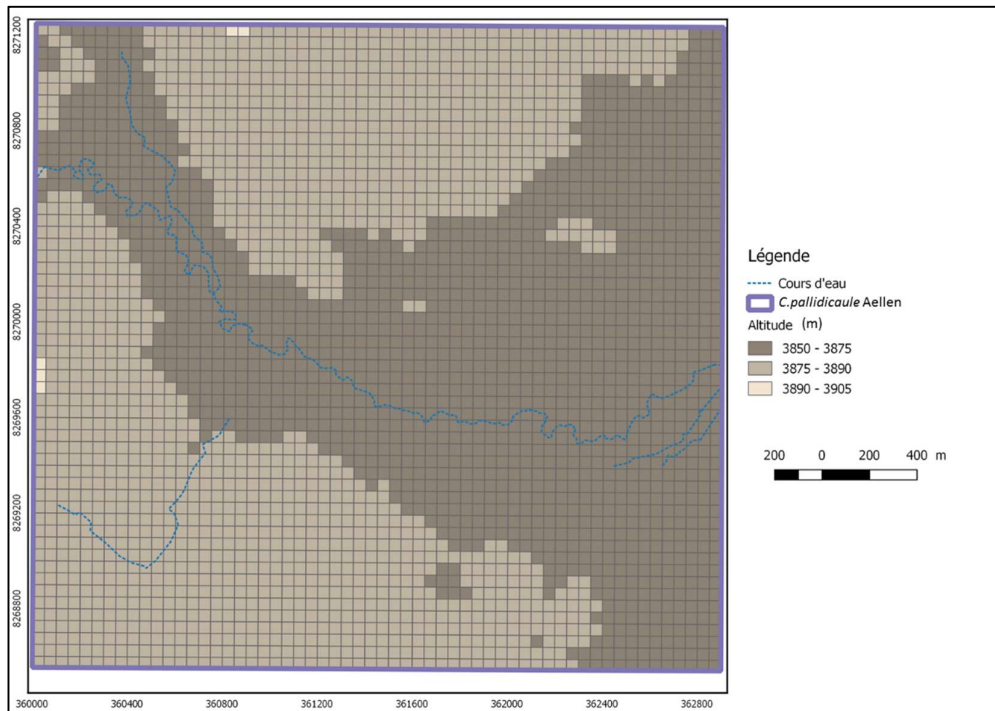 8271200
8270800
8270400
8270000
8269600
8269200
8268800
360000 360400 360800 361200 361600 362000 362400 362800
Légende
Cours d'eau
C.pallidicaule Aellen
Altitude (m)
3850 - 3875
3875 - 3890
3890 - 3905
200 0 200 400 m